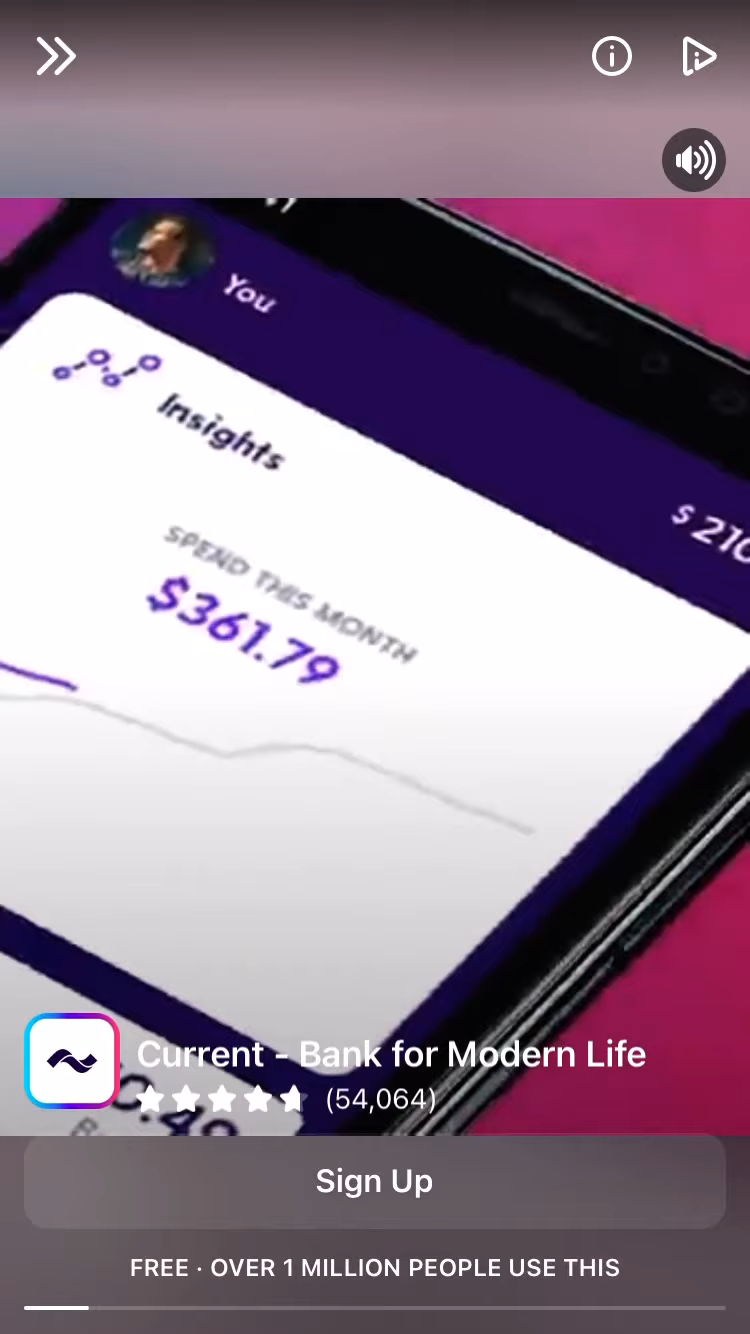 You
Insights
$ 210
SPEND THIS MONTH
$361.79
Current - Bank for Modern Life
(54,064)
Sign Up
FREE · OVER 1 MILLION PEOPLE USE THIS